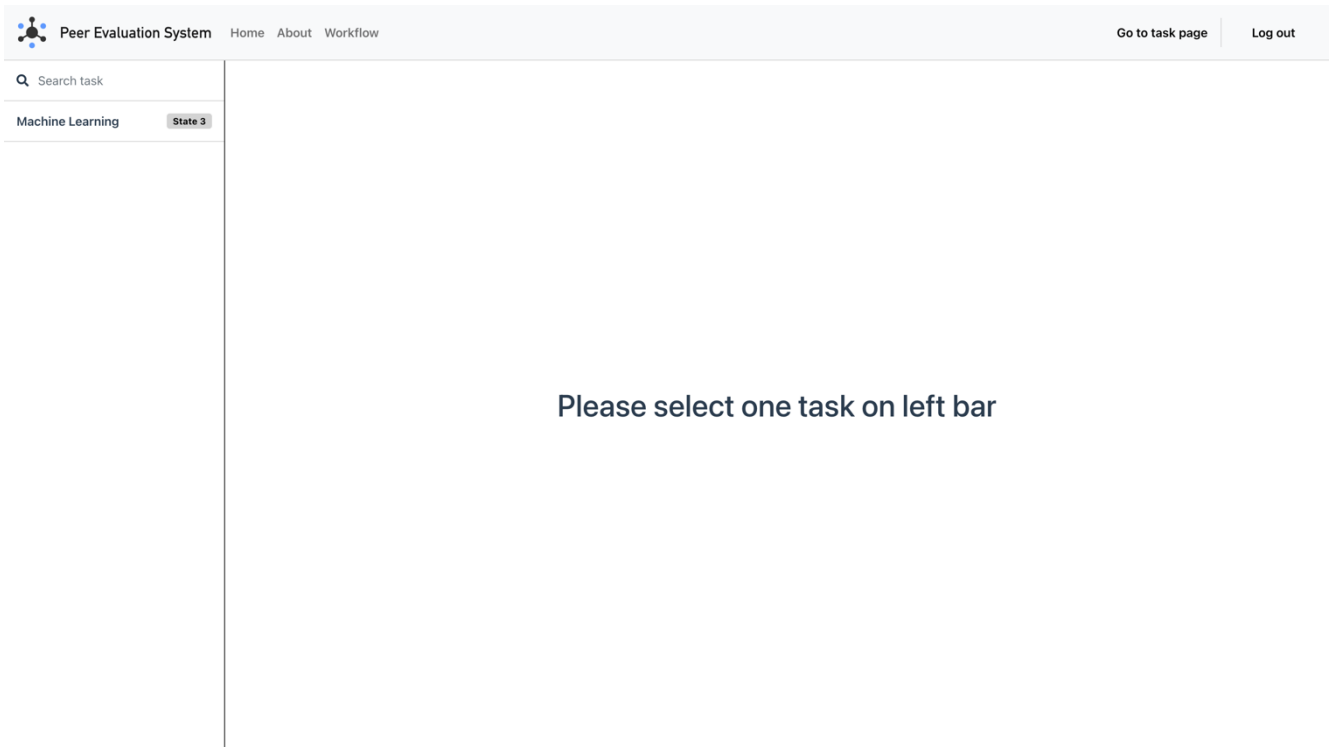 Peer Evaluation System Home About Workflow Go to task page Log out
Search task
Machine Learning State 3
Please select one task on left bar